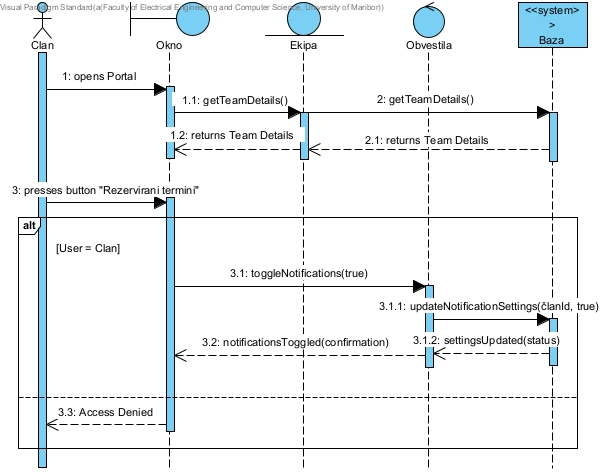 Visual Paradigm Standard(a(Faculty of Electrical Engineering and Computer Science, University of Maribor))
<<system>
>
Clan
Okno
Ekipa
Obvestila
Baza
1: opens Portal
1.1: getTeamDetails()
2: getTeamDetails()
1.2: returns Team Details
2.1: returns Team Details
3: presses button "Rezervirani termini"
alt
[User = Clan]
3.1: toggleNotifications(true)
3.1.1: updateNotificationSettings(članId, true)
3.2: notificationsToggled(confirmation)
3.1.2: settingsUpdated(status)
3.3: Access Denied